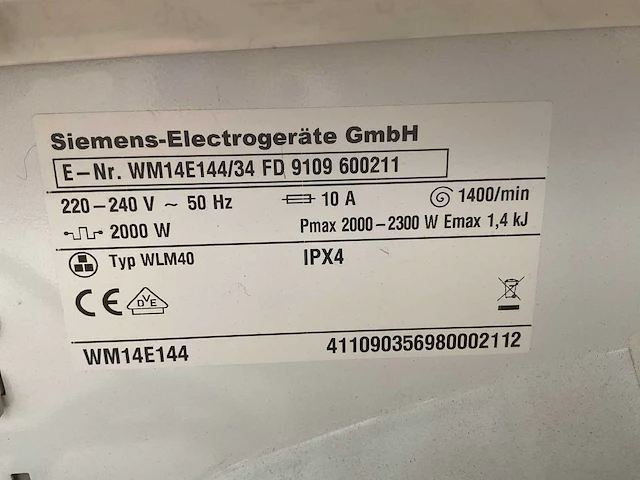 Siemens-Electrogeräte GmbH
E-Nr. WM14E144/34 FD 9109 600211
220-240 V ~ 50 Hz 10 A 1400/min
2000 W Pmax 2000-2300 W Emax 1,4 kJ
Typ WLM40 IPX4
CE DVE
WM14E144 411090356980002112